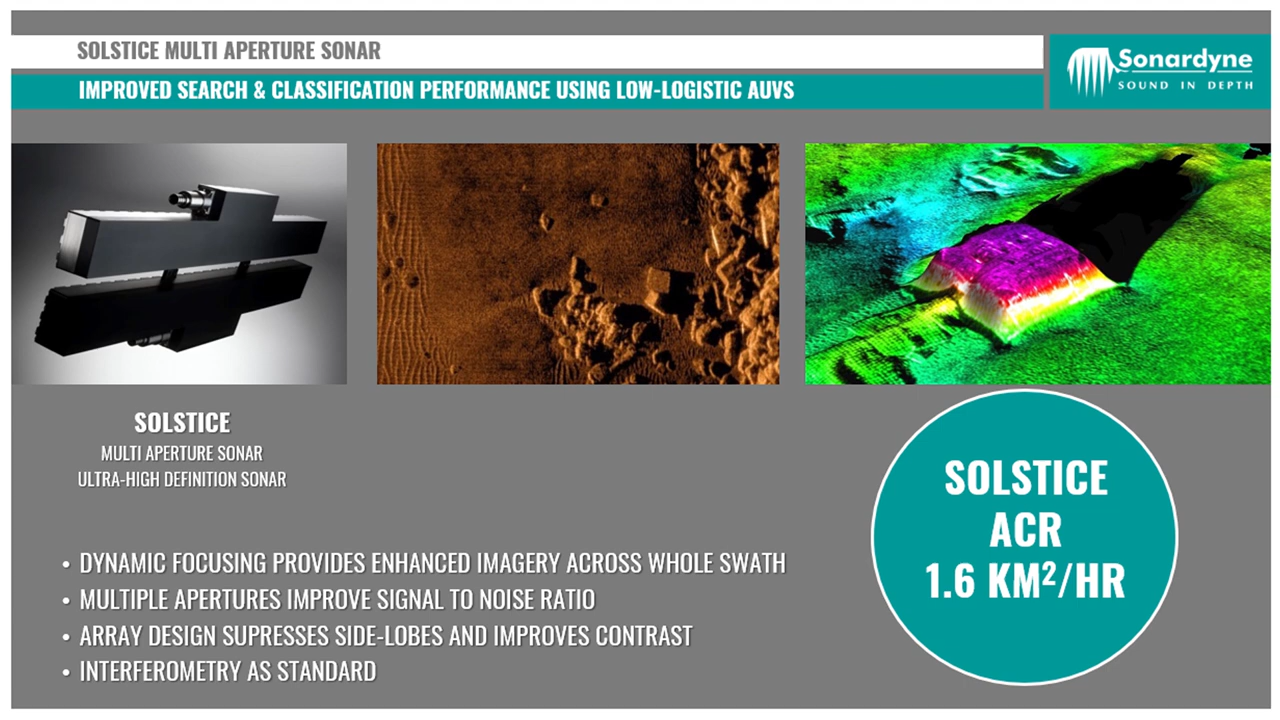 SOLSTICE MULTI APERTURE SONAR
IMPROVED SEARCH & CLASSIFICATION PERFORMANCE USING LOW-LOGISTIC AUVS
Sonardyne
SOUND IN DEPTH
SOLSTICE
MULTI APERTURE SONAR
ULTRA-HIGH DEFINITION SONAR
• DYNAMIC FOCUSING PROVIDES ENHANCED IMAGERY ACROSS WHOLE SWATH
• MULTIPLE APERTURES IMPROVE SIGNAL TO NOISE RATIO
• ARRAY DESIGN SUPRESSES SIDE-LOBES AND IMPROVES CONTRAST
• INTERFEROMETRY AS STANDARD
SOLSTICE
ACR
1.6 KM²/HR